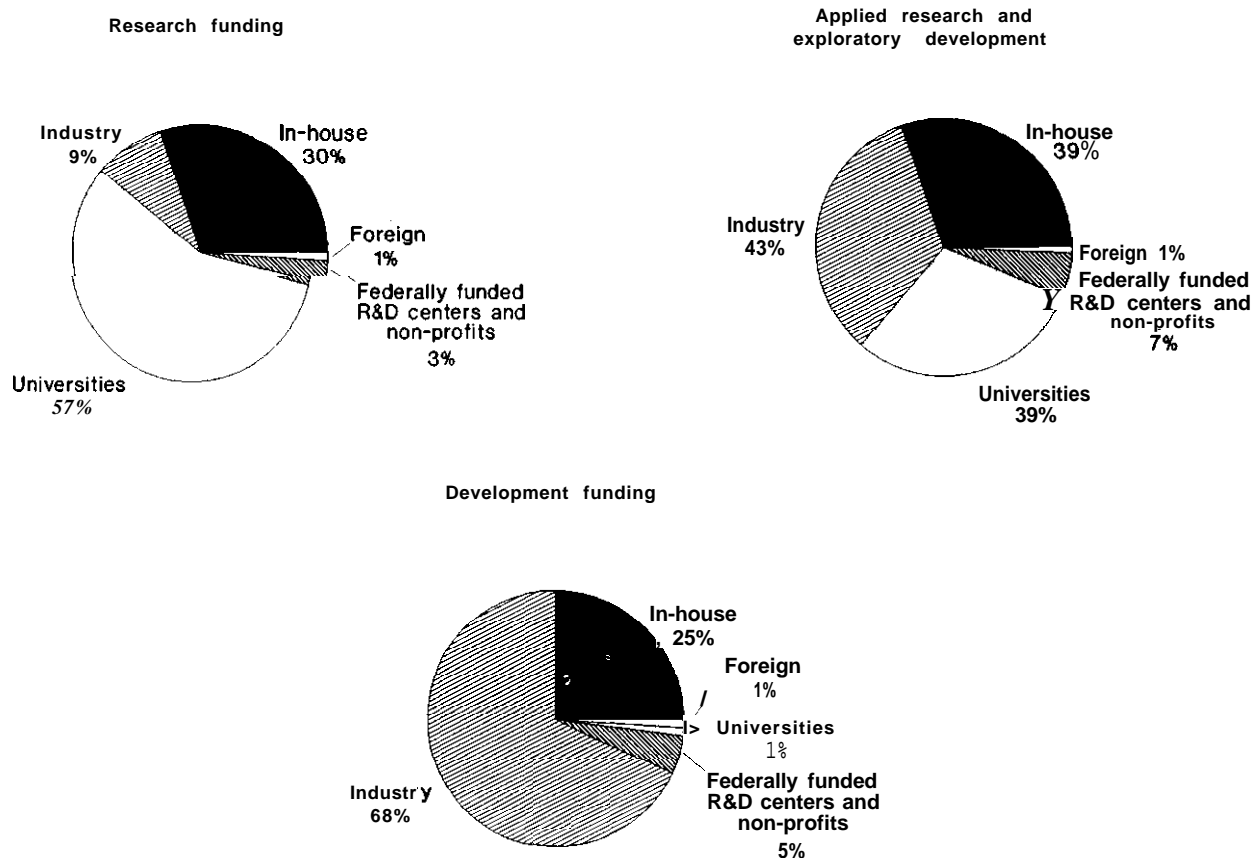 Research funding
Industry
9%
In-house
30%
Foreign
1%
Federally funded
R&D centers and
non-profits
3%
Universities
57%
Applied research and
exploratory development
In-house
39%
Industry
43%
Foreign 1%
Federally funded
Y R&D centers and
non-profits
7%
Universities
39%
Development funding
In-house
, 25%
Foreign
1%
/
I> Universities
1%
Federally funded
R&D centers and
non-profits
5%
Industry
68%